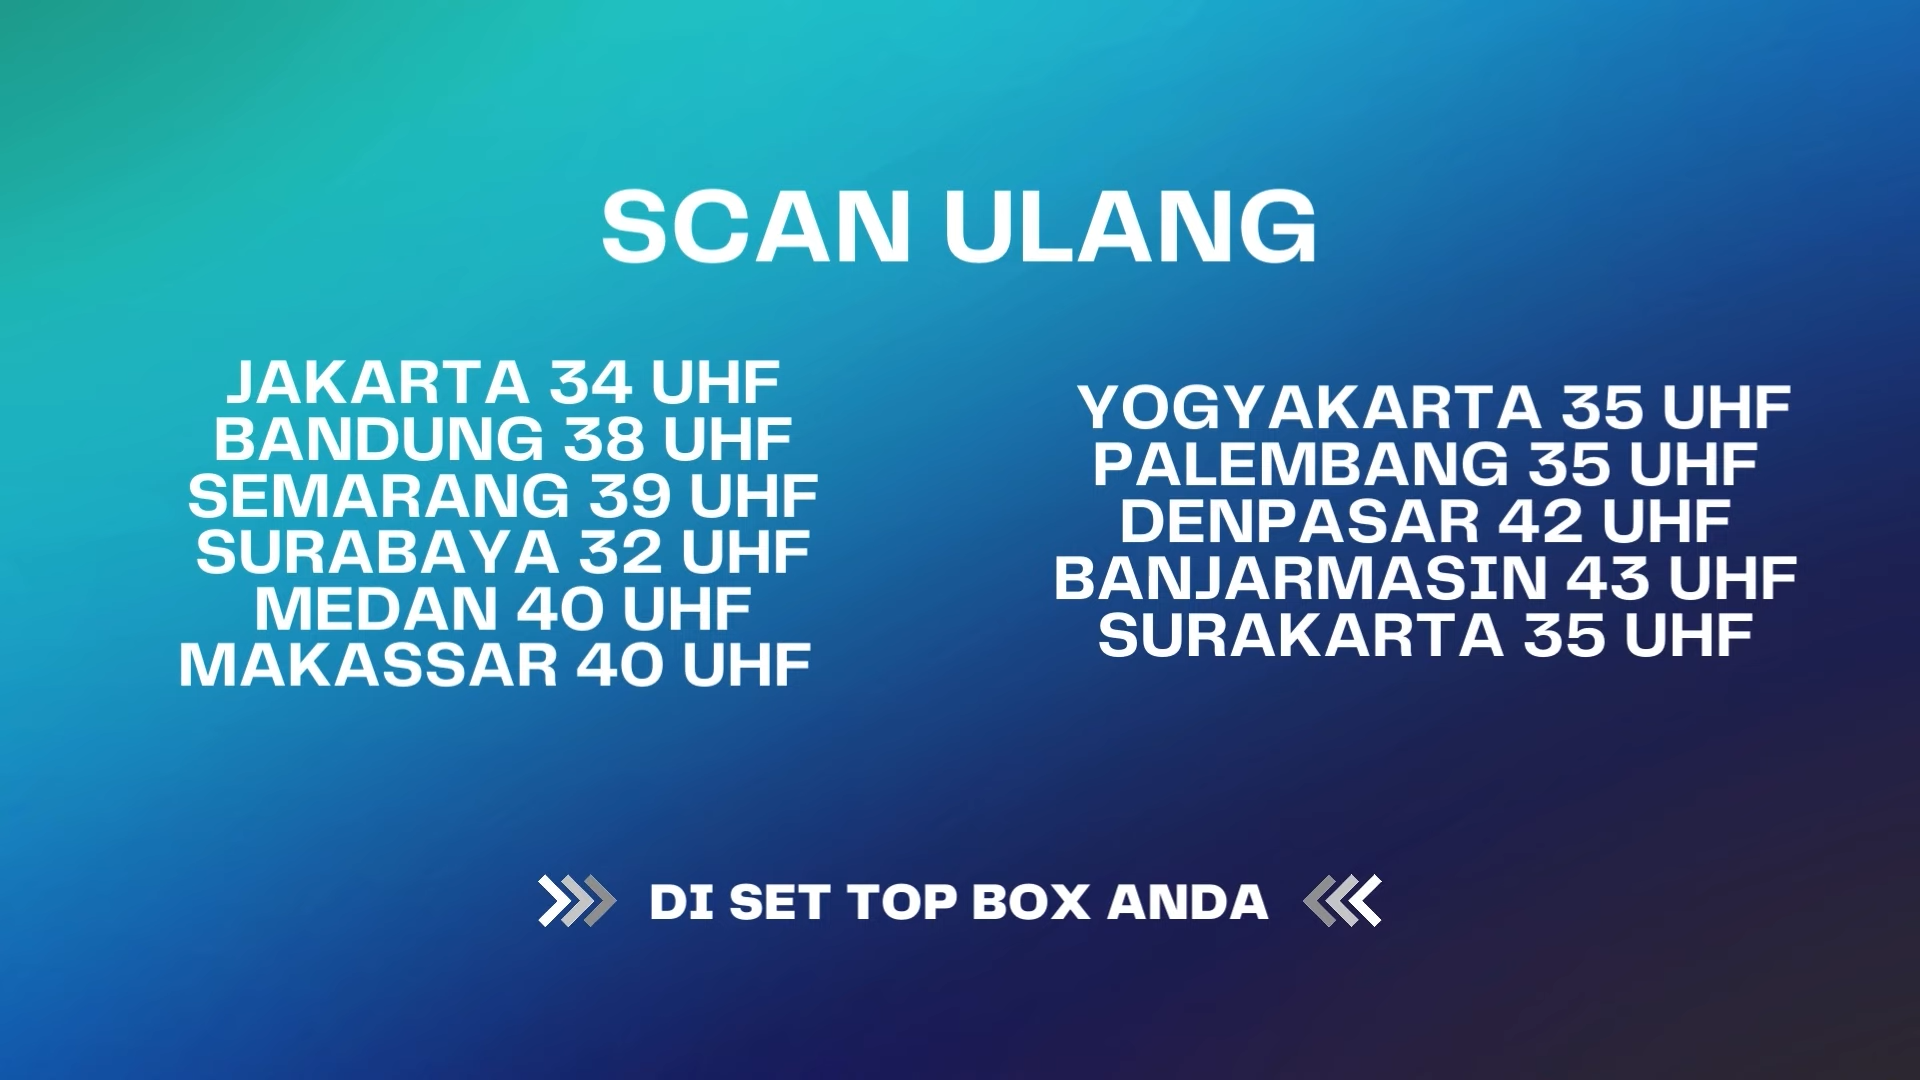 SCAN ULANG
JAKARTA 34 UHF
BANDUNG 38 UHF
SEMARANG 39 UHF
SURABAYA 32 UHF
MEDAN 40 UHF
MAKASSAR 40 UHF
YOGYAKARTA 35 UHF
PALEMBANG 35 UHF
DENPASAR 42 UHF
BANJARMASIN 43 UHF
SURAKARTA 35 UHF
DI SET TOP BOX ANDA